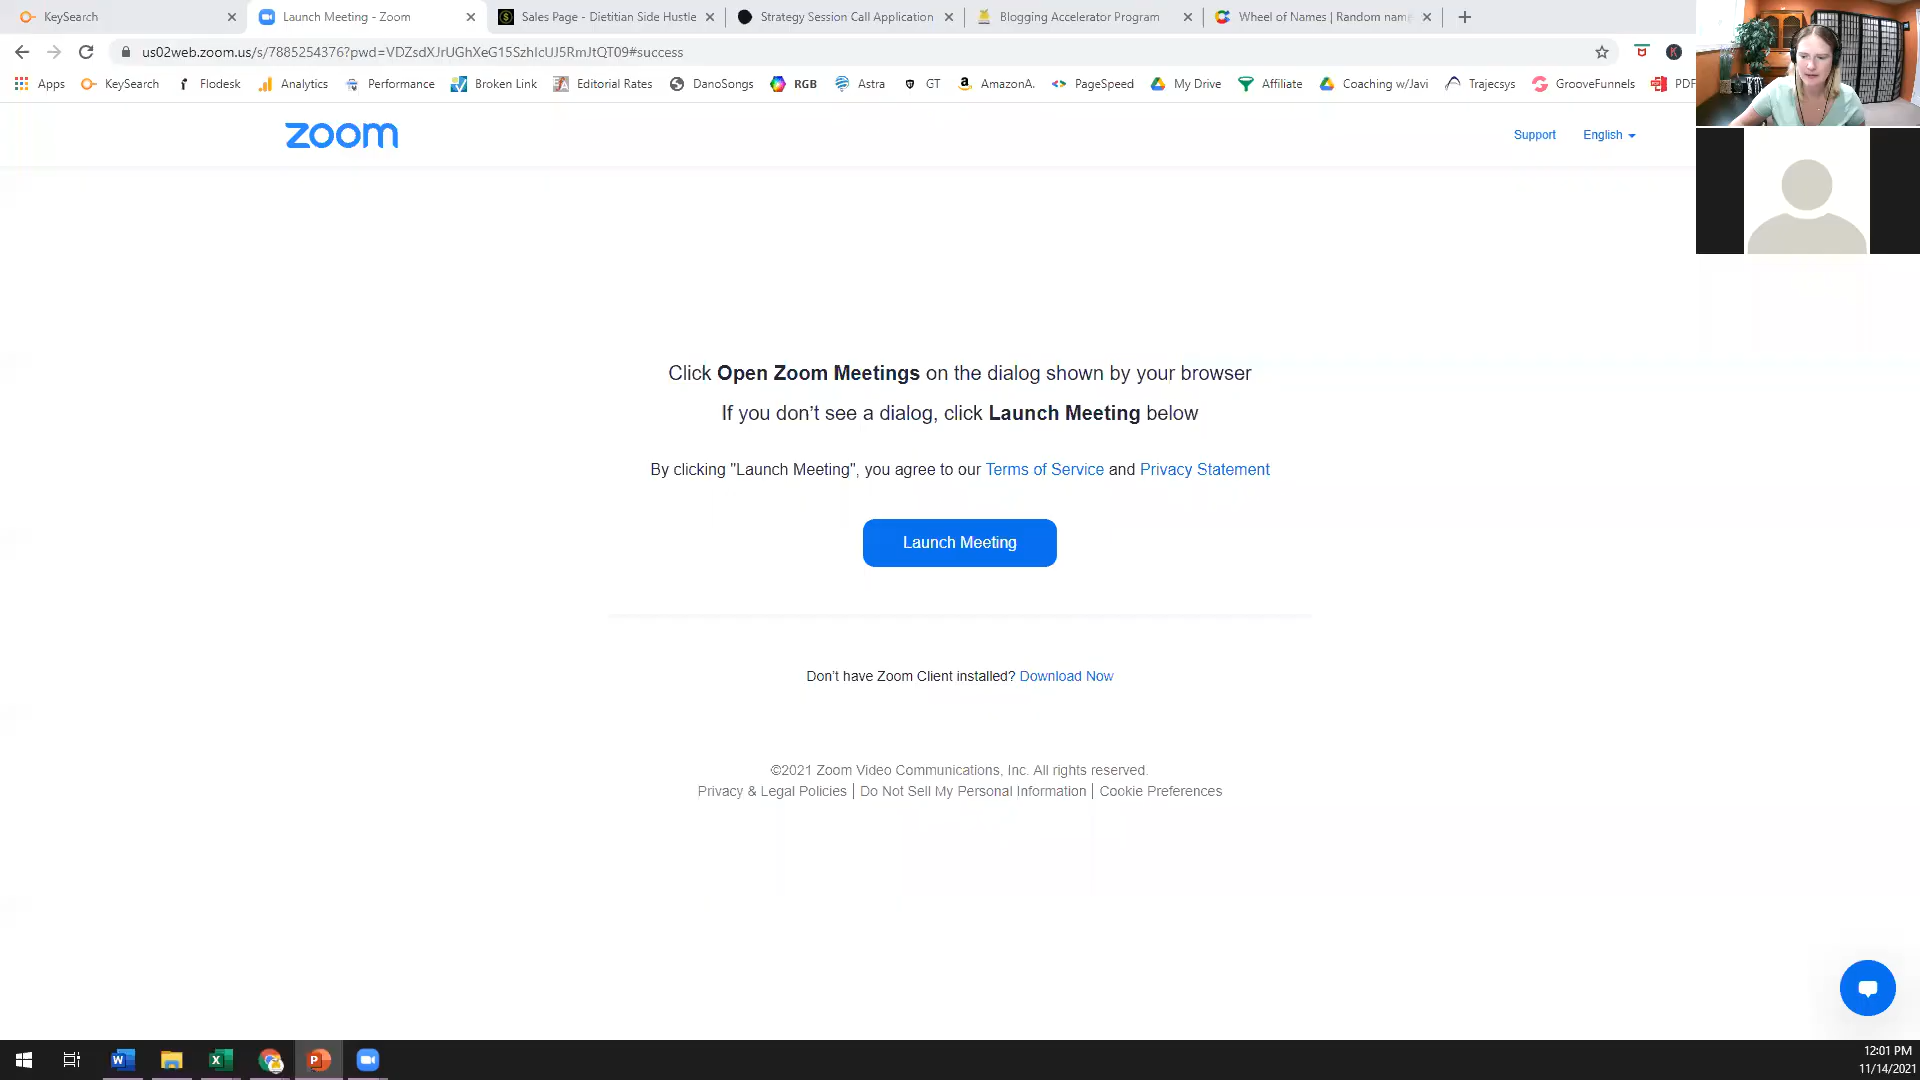 KeySearch
Launch Meeting - Zoom
Sales Page - Dietitian Side Hustle
Strategy Session Call Application
Blogging Accelerator Program
Wheel of Names | Random nam
us02web.zoom.us/s/7885254376?pwd=VDZsdXJrUGhXeG15SzhIcUJ5RmJtQT09#success
Apps
KeySearch
Flodesk
Analytics
Performance
Broken Link
Editorial Rates
DanoSongs
RGB
Astra
GT
AmazonA.
PageSpeed
My Drive
Affiliate
Coaching w/Javi
Trajecsys
GrooveFunnels
PDF
zoom
Support
English
Click Open Zoom Meetings on the dialog shown by your browser
If you don’t see a dialog, click Launch Meeting below
By clicking "Launch Meeting", you agree to our Terms of Service and Privacy Statement
Launch Meeting
Don’t have Zoom Client installed? Download Now
©2021 Zoom Video Communications, Inc. All rights reserved.
Privacy & Legal Policies | Do Not Sell My Personal Information | Cookie Preferences
12:01 PM
11/14/2021